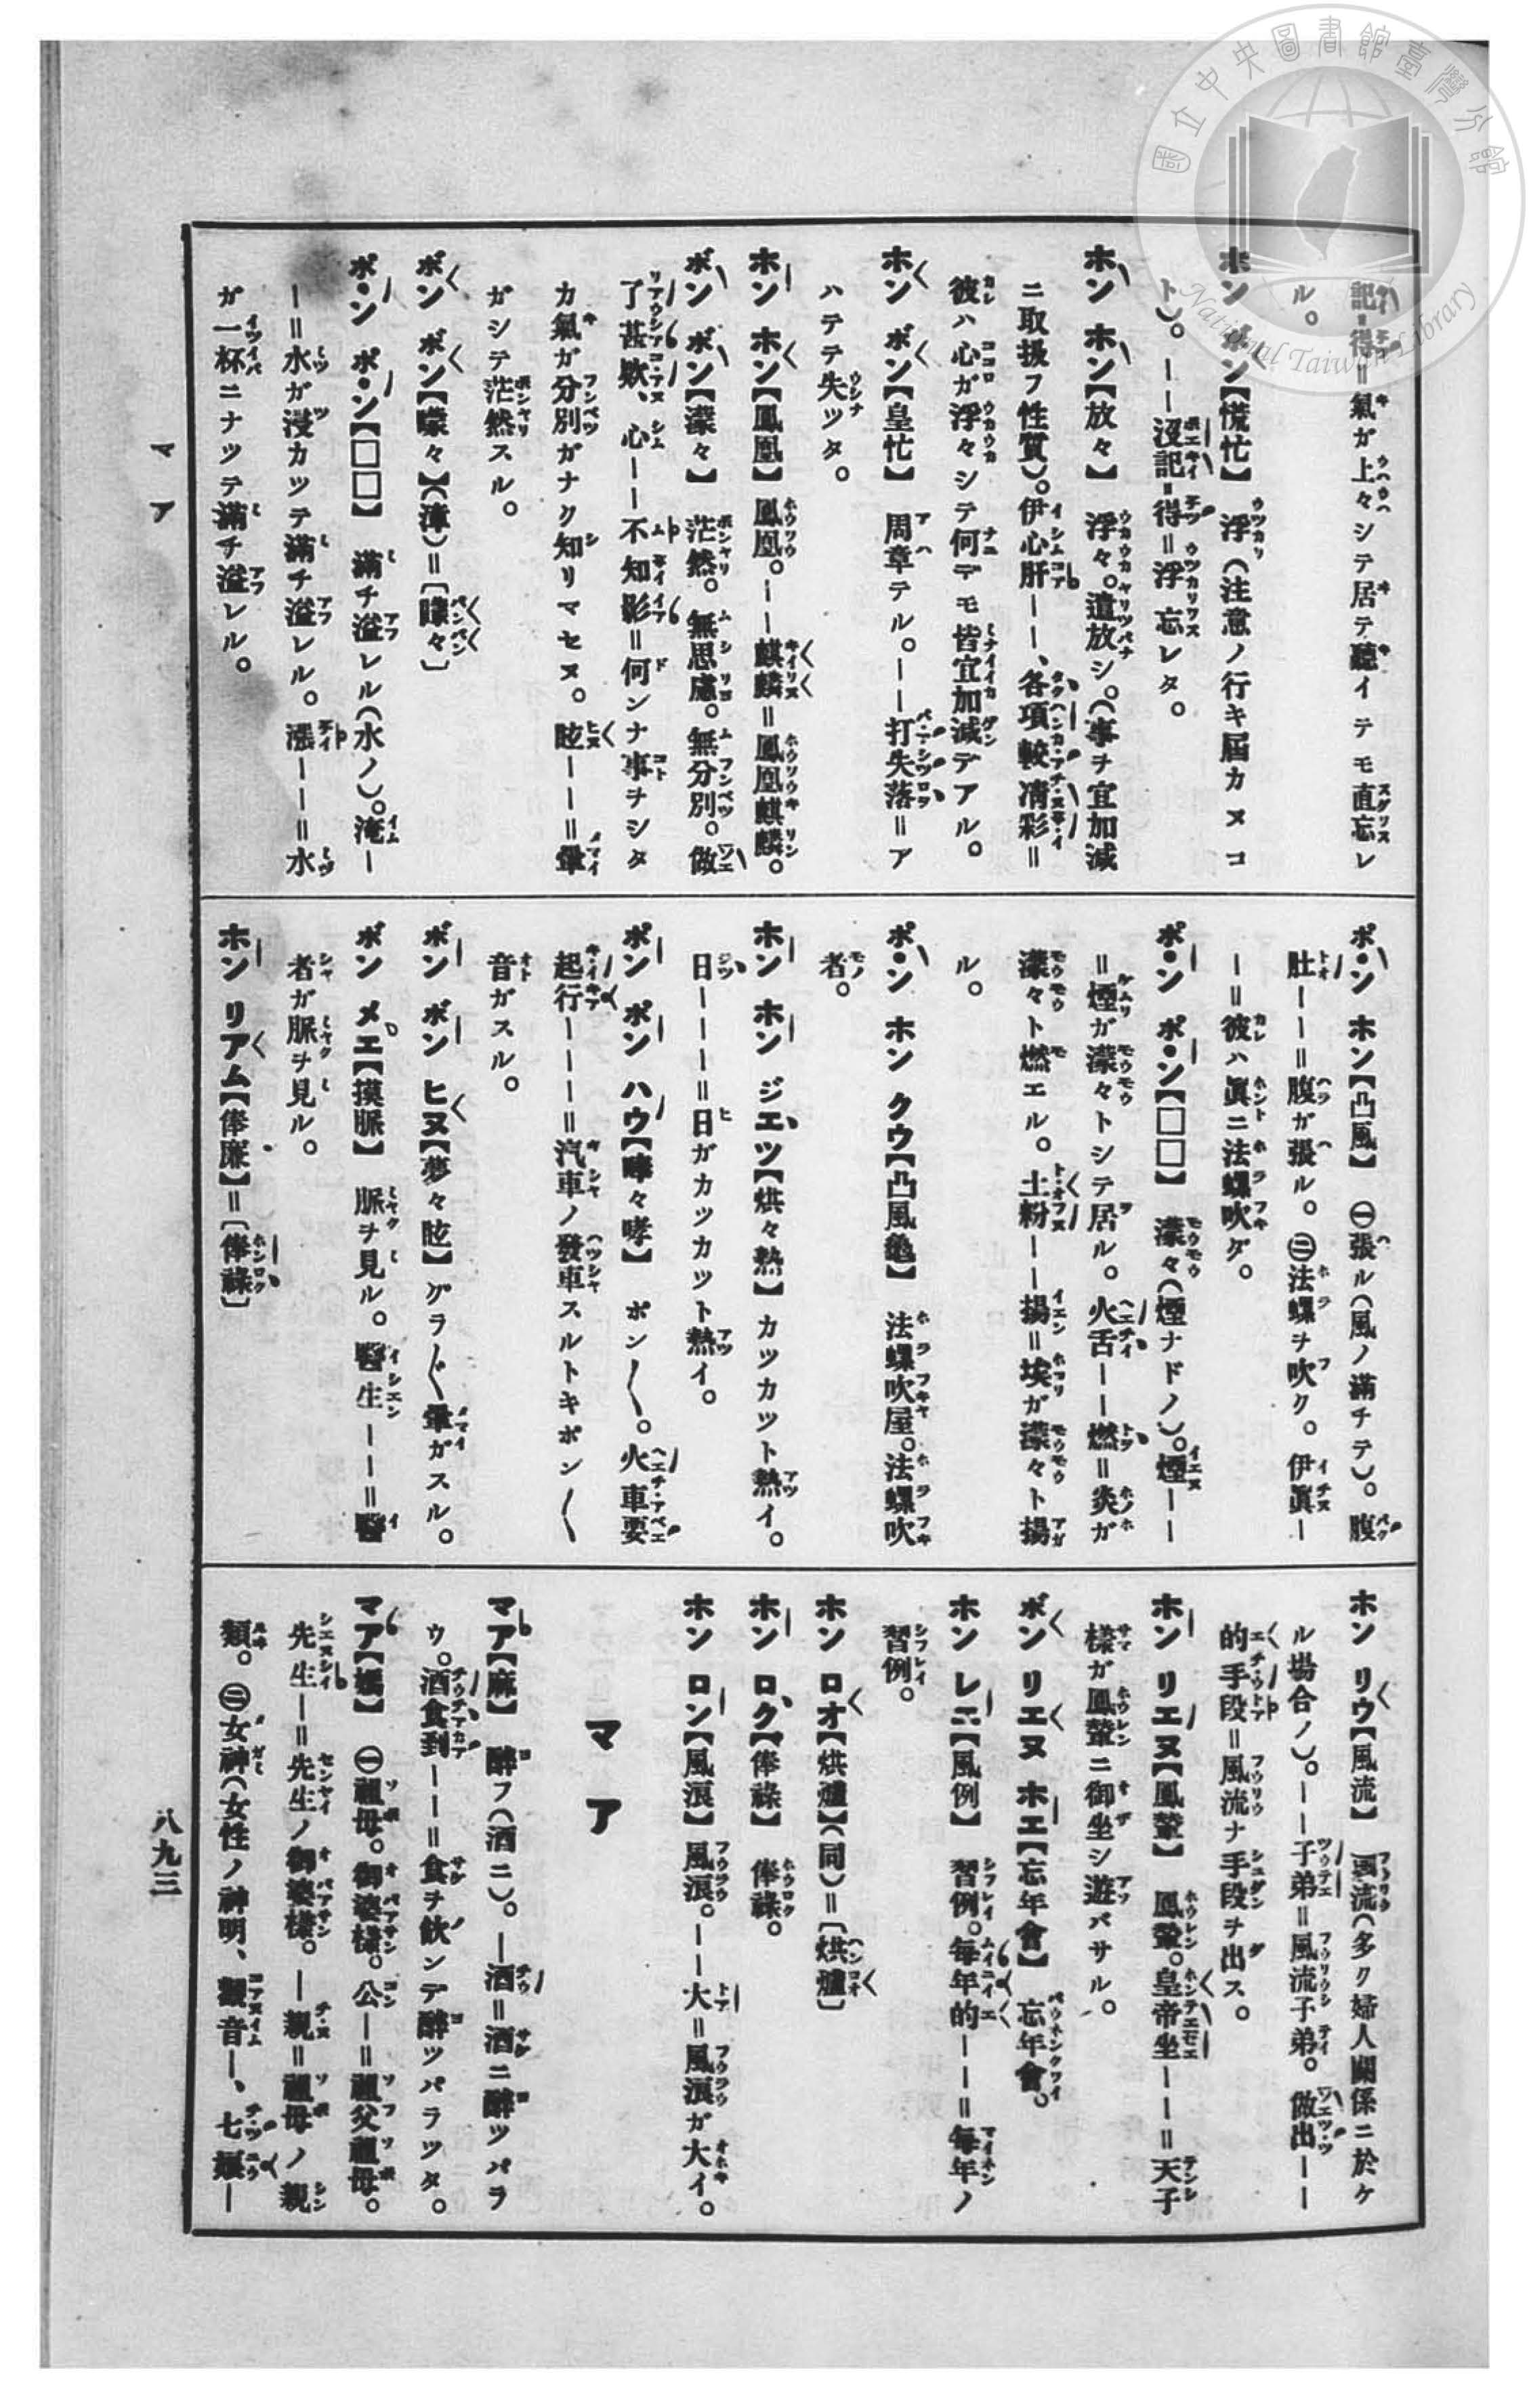 記得=氣ガ上々シテ居テ聽イテモ直忘レ
ル。
ホン ボン【慌忙】 浮(注意ノ行キ屆カヌコ
ト)。——沒記得=浮忘レタ。
ホン ホン【放々】 浮々。遣放シ。(事ヲ宜加減
ニ取扱フ性質)。伊心肝——、各項較凊彩=
彼ハ心ガ浮々シテ何デモ皆宜加減デアル。
ホン ボン【皇忙】 周章テル。——打失落=ア
ハテテ失ツタ。
ホン ホン【鳳凰】 鳳凰。——麒麟=鳳凰麒麟。
ボン ボン【濛々】 茫然。無思慮。無分別。做
了甚欵、心——不知影=何ンナ事ヲシタ
カ氣ガ分別ガナク知リマセヌ。眩——=暈
ガシテ茫然スル。
ボン ボン【曚々】(漳)=〔曚々〕
ポン ポン【□□】 滿チ溢レル(水ノ)。淹—
—=水ガ浸カツテ滿チ溢レル。漲——=水
ガ一杯ニナツテ滿チ溢レル。
ポン ホン【凸風】 ㊀張ル(風ノ滿チテ)。腹
肚——=腹ガ張ル。㊁法螺ヲ吹ク。伊眞—
—=彼ハ眞ニ法螺吹ダ。
ポン ポン【□□】 濛々(煙ナドノ)。煙——
=煙ガ濛々トシテ居ル。火舌——燃=炎ガ
濛々ト燃エル。土粉——揚=埃ガ濛々ト揚
ル。
ポン ホン クウ【凸風龜】 法螺吹屋。法螺吹
者。
ホン ホン ジエツ【烘々熱】 カツカツト熱イ。
日———=日ガカツカツト熱イ。
ボン ボン ハウ【嗙々哮】 ポン〱。火車要
起行———=汽車ノ發車スルトキポン〱
音ガスル。
ボン ボン ヒヌ【夢々眩】 グラ〲暈ガスル。
ボン メエ【摸脈】 脈ヲ見ル。醫生———=醫
者ガ脈ヲ見ル。
ホン リアム【俸廉】=〔俸祿〕
ホン リウ【風流】 風流(多ク婦人關係ニ於ケ
ル場合ノ)。——子弟=風流子弟。做出——
的手段=風流ナ手段ヲ出ス。
ホン リエヌ【鳳輦】 鳳輦。皇帝坐———=天子
樣ガ鳳輦ニ御坐シ遊バサル。
ボン リエヌ ホエ【忘年會】 忘年會。
ホン レニ【風例】 習例。每年的———=每年ノ
習例。
ホン ロオ【烘爐】(同)=〔烘爐〕
ホン ロク【俸祿】 俸祿。
ホン ロン【風浪】 風浪。——大=風浪ガ大イ。
マア
マア【麻】 醉フ(酒ニ)。—酒=酒ニ醉ツパラ
ウ。酒食到——=食ヲ飮ンデ醉ツパラツタ。
マア【媽】 ㊀祖母。御婆樣。公—=祖父祖母。
先生—=先生ノ御婆樣。—親=祖母ノ親
類。㊁女神(女性ノ神明、觀音—、七娘—
マ ア
八九三
國立中央圖書館臺灣分館
National Taiwan Library